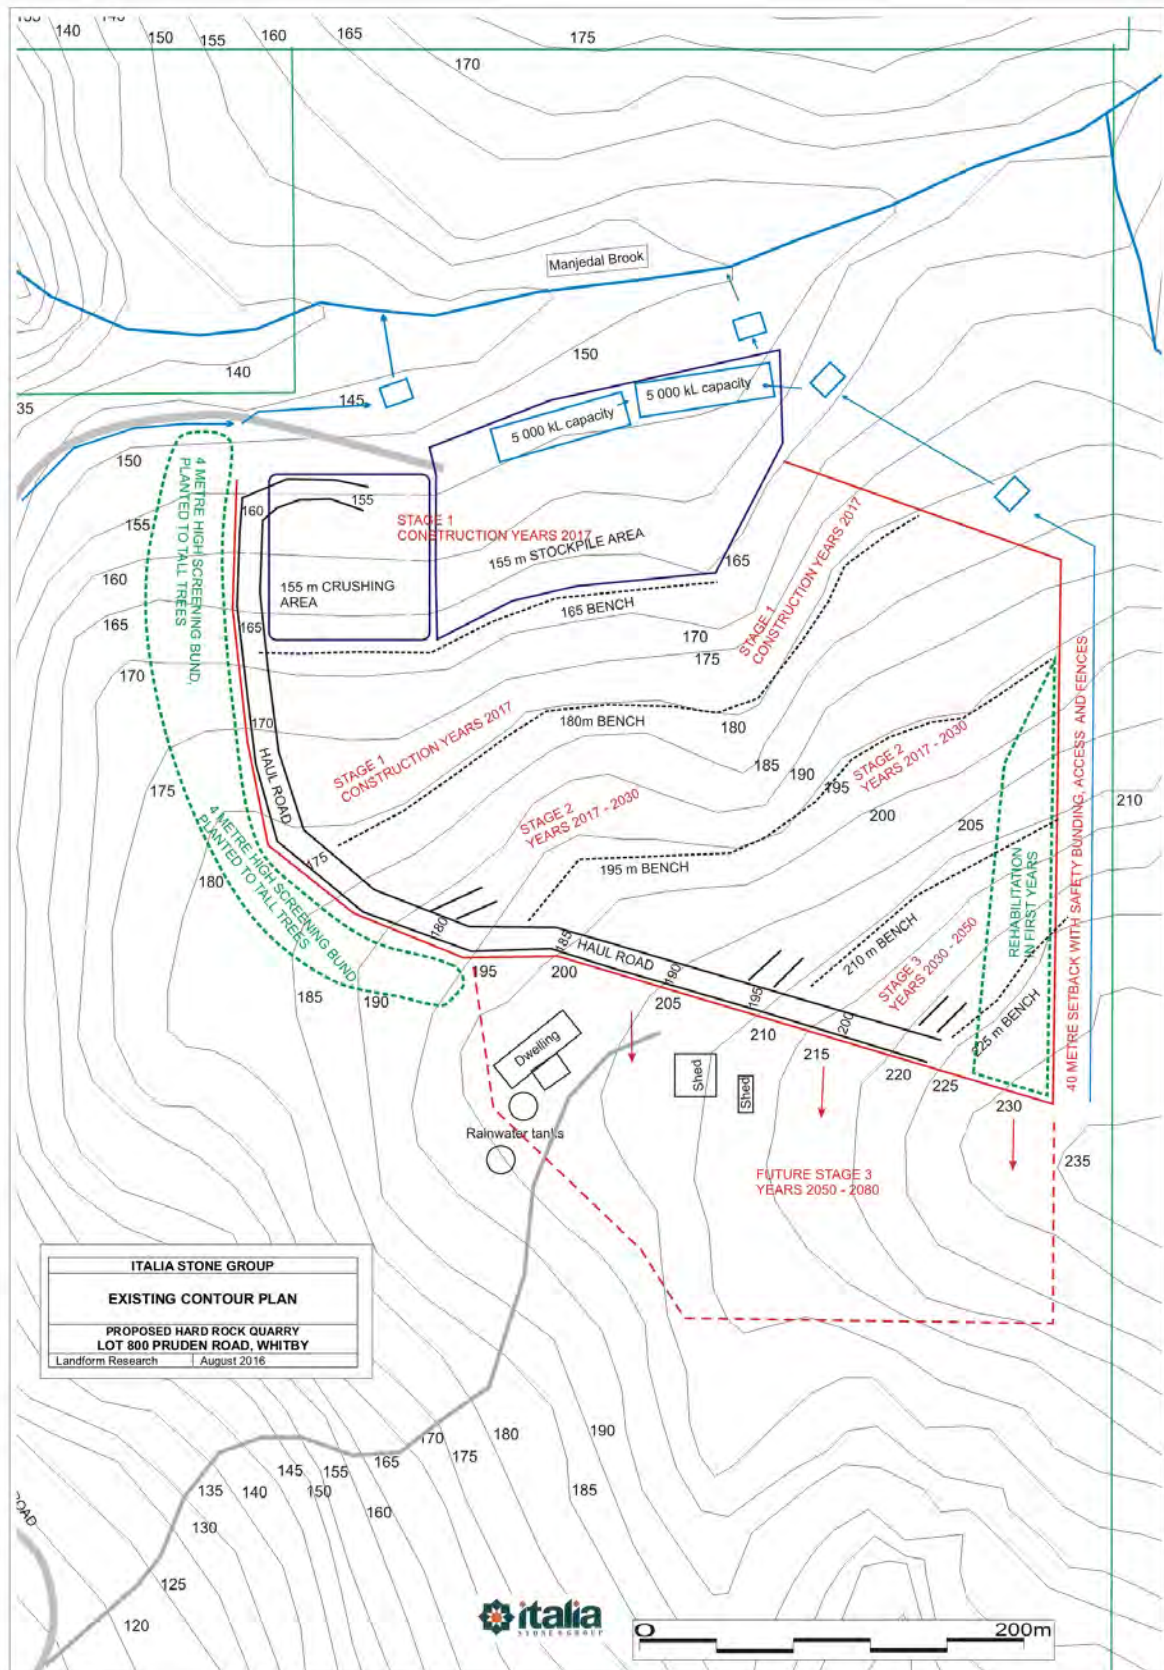 140
150
155
160
165
175
170
Manjedal Brook
150
140
145
35
5 000 kL capacity
5 000 kL capacity
150
155
160
165
170
175
180
185
190
4 METRE HIGH SCREENING BUND,
PLANTED TO TALL TREES
160
155
STAGE 1
CONSTRUCTION YEARS 2017
155 m STOCKPILE AREA
155 m CRUSHING
AREA
165
165 BENCH
165
170
175
STAGE 1
CONSTRUCTION YEARS 2017
170
HAUL ROAD
180m BENCH
180
STAGE 1
CONSTRUCTION YEARS 2017
185
190
195
STAGE 2
YEARS 2017 - 2030
200
205
210
STAGE 2
YEARS 2017 - 2030
175
195 m BENCH
4 METRE HIGH SCREENING BUND,
PLANTED TO TALL TREES
180
185
HAUL ROAD
190
195
200
210 m BENCH
STAGE 3
YEARS 2030 - 2050
225 m BENCH
REHABILITATION
IN FIRST YEARS
40 METRE SETBACK WITH SAFETY BUNDING, ACCESS AND FENCES
195
200
205
210
215
220
225
230
235
Dwelling
Shed
Shed
Rainwater tanks
FUTURE STAGE 3
YEARS 2050 - 2080
ITALIA STONE GROUP
EXISTING CONTOUR PLAN
PROPOSED HARD ROCK QUARRY
LOT 800 PRUDEN ROAD, WHITBY
Landform Research August 2016
190
180
170
175
165
185
145
155
135
140
150
160
130
125
120
italia
STONE GROUP
O 200m